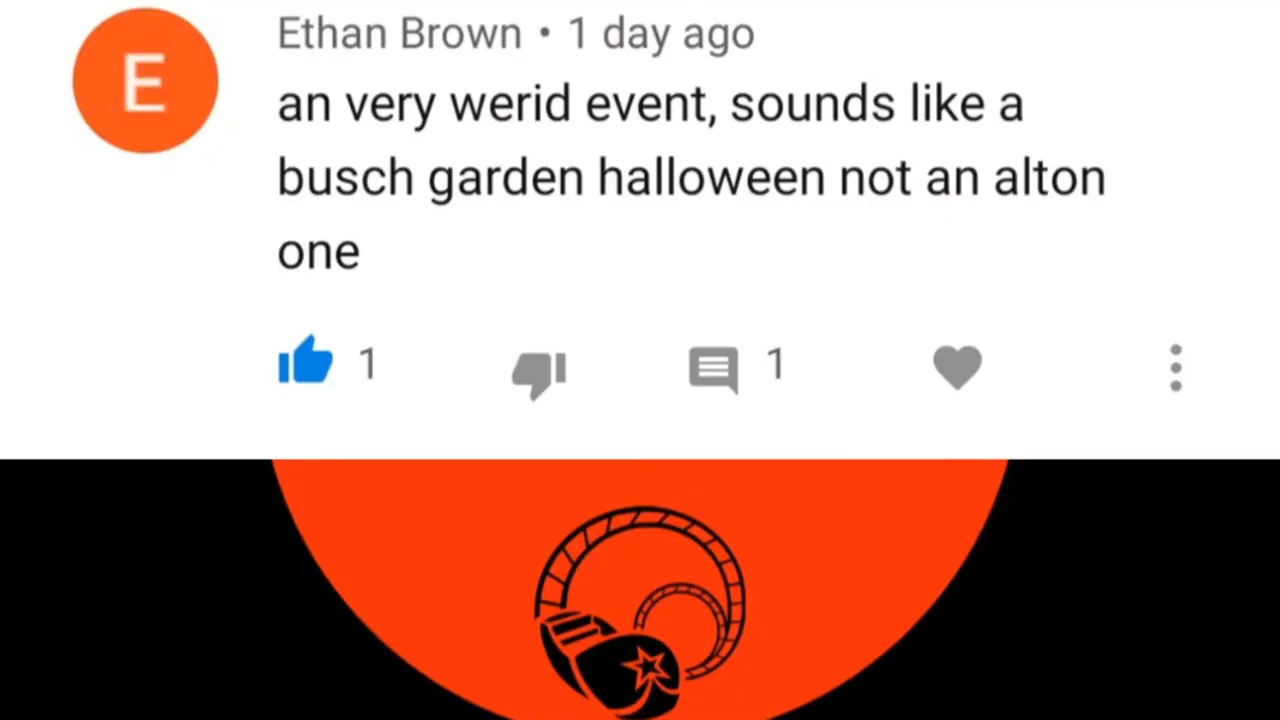 E
Ethan Brown • 1 day ago
an very werid event, sounds like a
busch garden halloween not an alton
one
1
1